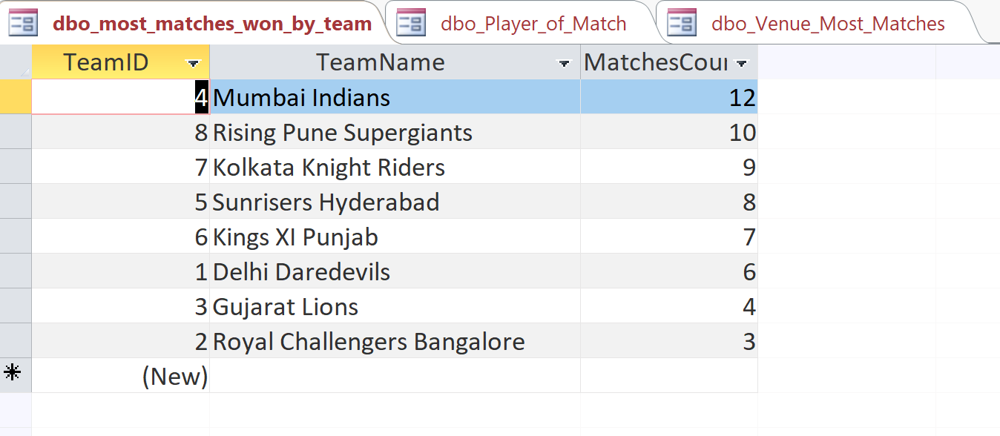 dbo_most_matches_won_by_team dbo_Player_of_Match dbo_Venue_Most_Matches
TeamID TeamName MatchesCour
4 Mumbai Indians 12
8 Rising Pune Supergiants 10
7 Kolkata Knight Riders 9
5 Sunrisers Hyderabad 8
6 Kings XI Punjab 7
1 Delhi Daredevils 6
3 Gujarat Lions 4
2 Royal Challengers Bangalore 3
(New)